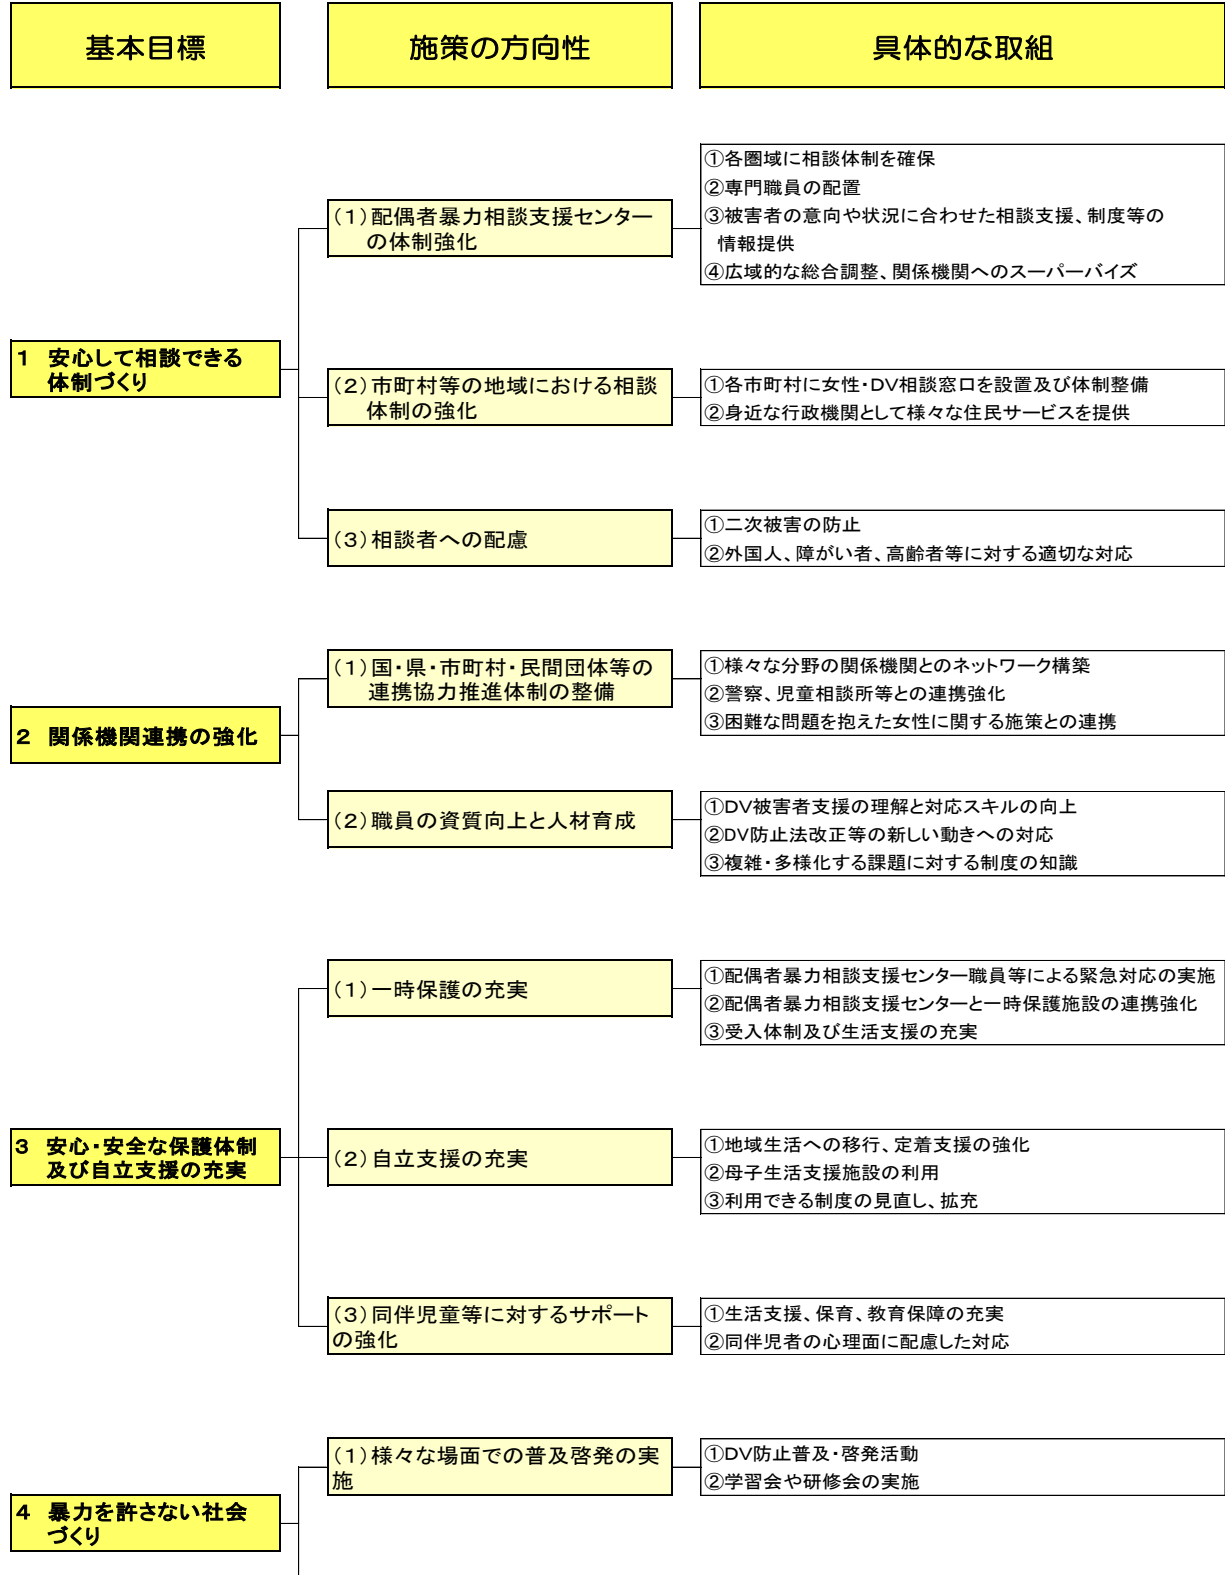 基本目標
施策の方向性
具体的な取組
1 安心して相談できる
体制づくり
(1)配偶者暴力相談支援センター
の体制強化
①各圏域に相談体制を確保
②専門職員の配置
③被害者の意向や状況に合わせた相談支援、制度等の
情報提供
④広域的な総合調整、関係機関へのスーパーバイズ
(2)市町村等の地域における相談
体制の強化
①各市町村に女性・DV相談窓口を設置及び体制整備
②身近な行政機関として様々な住民サービスを提供
(3)相談者への配慮
①二次被害の防止
②外国人、障がい者、高齢者等に対する適切な対応
2 関係機関連携の強化
(1)国・県・市町村・民間団体等の
連携協力推進体制の整備
①様々な分野の関係機関とのネットワーク構築
②警察、児童相談所等との連携強化
③困難な問題を抱えた女性に関する施策との連携
(2)職員の資質向上と人材育成
①DV被害者支援の理解と対応スキルの向上
②DV防止法改正等の新しい動きへの対応
③複雑・多様化する課題に対する制度の知識
3 安心・安全な保護体制
及び自立支援の充実
(1)一時保護の充実
①配偶者暴力相談支援センター職員等による緊急対応の実施
②配偶者暴力相談支援センターと一時保護施設の連携強化
③受入体制及び生活支援の充実
(2)自立支援の充実
①地域生活への移行、定着支援の強化
②母子生活支援施設の利用
③利用できる制度の見直し、拡充
(3)同伴児童等に対するサポート
の強化
①生活支援、保育、教育保障の充実
②同伴児者の心理面に配慮した対応
4 暴力を許さない社会
づくり
(1)様々な場面での普及啓発の実
施
①DV防止普及・啓発活動
②学習会や研修会の実施